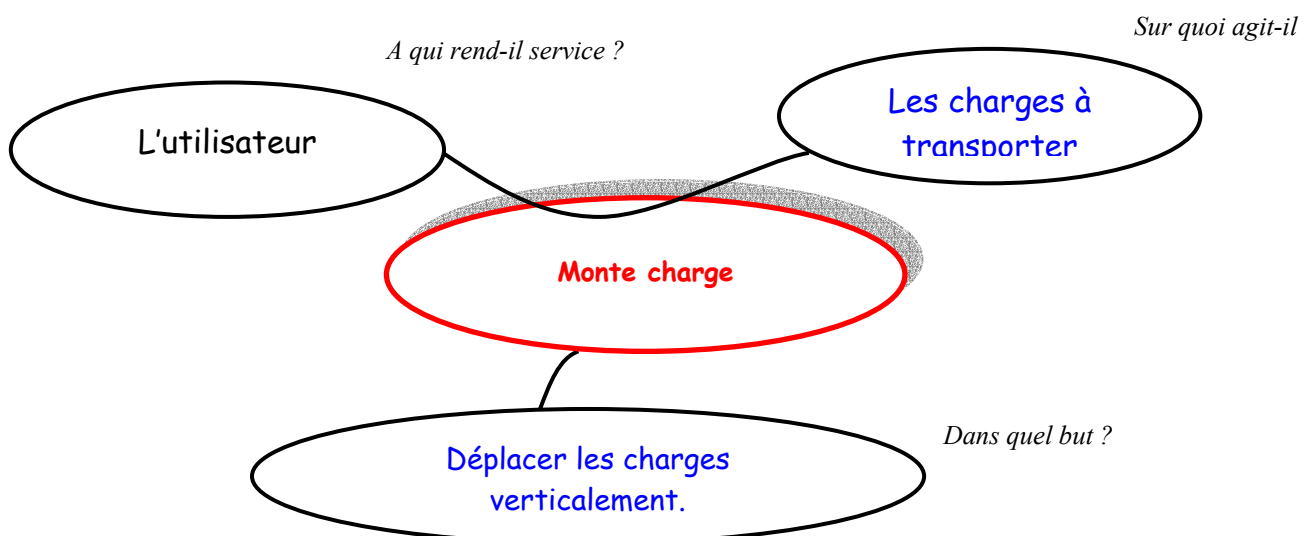 Sur quoi agit-il
A qui rend-il service ?
Les charges à
transporter
L'utilisateur
Monte charge
Dans quel but ?
Déplacer les charges
verticalement.